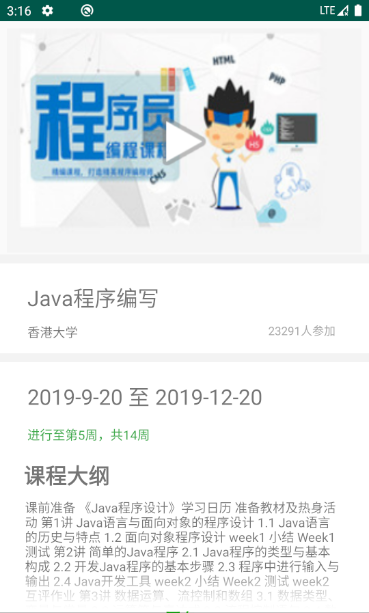 3:16
LTE
HTML
PHP
程序员
编程课程
精编课程，打造精英程序编程师
H5
CMS
Java程序编写
香港大学
23291人参加
2019-9-20 至 2019-12-20
进行至第5周，共14周
课程大纲
课前准备 《Java程序设计》学习日历 准备教材及热身活
动 第1讲 Java语言与面向对象的程序设计 1.1 Java语言
的历史与特点 1.2 面向对象程序设计 week1 小结 Week1
测试 第2讲 简单的Java程序 2.1 Java程序的类型与基本
构成 2.2 开发Java程序的基本步骤 2.3 程序中进行输入与
输出 2.4 Java开发工具 week2 小结 Week2 测试 week2
互评作业 第3讲 数据运算、流控制和数组 3.1 数据类型、